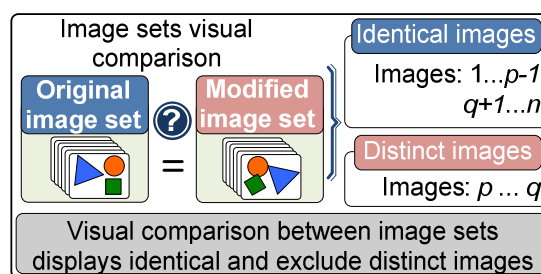 Image sets visual
comparison
Original
image set
?
=
Modified
image set
Identical images
Images: 1...p-1
q+1...n
Distinct images
Images: p ... q
Visual comparison between image sets
displays identical and exclude distinct images